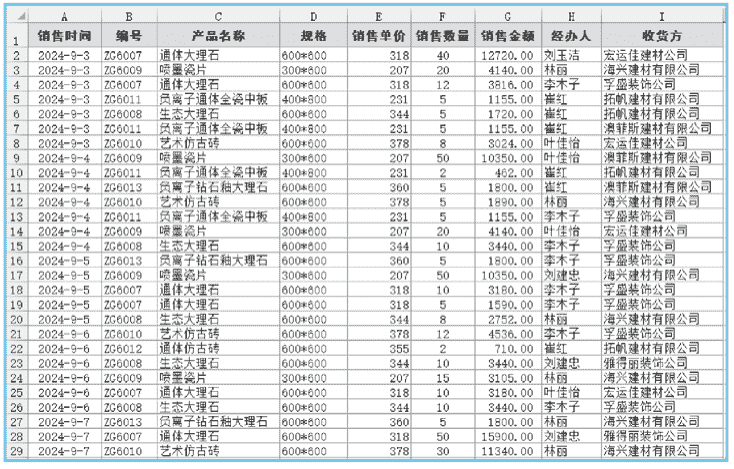 A B C D E F G H I
1 销售时间 编号 产品名称 规格 销售单价 销售数量 销售金额 经办人 收货方
2 2024-9-3 ZG6007 通体大理石 600*600 318 40 12720.00 刘玉洁 宏运佳建材公司
3 2024-9-3 ZG6009 喷墨瓷片 300*600 207 20 4140.00 林丽 海兴建材有限公司
4 2024-9-3 ZG6007 通体大理石 600*600 318 12 3816.00 李木子 孚盛装饰公司
5 2024-9-3 ZG6011 负离子通体全瓷中板 400*800 231 5 1155.00 崔红 拓帆建材有限公司
6 2024-9-3 ZG6008 生态大理石 600*600 344 5 1720.00 崔红 拓帆建材有限公司
7 2024-9-3 ZG6011 负离子通体全瓷中板 400*800 231 5 1155.00 崔红 澳菲斯建材有限公司
8 2024-9-3 ZG6010 艺术仿古砖 600*600 378 8 3024.00 叶佳怡 宏运佳建材公司
9 2024-9-4 ZG6009 喷墨瓷片 300*600 207 50 10350.00 叶佳怡 澳菲斯建材有限公司
10 2024-9-4 ZG6011 负离子通体全瓷中板 400*800 231 2 462.00 崔红 拓帆建材有限公司
11 2024-9-4 ZG6013 负离子钻石釉大理石 600*600 360 5 1800.00 崔红 澳菲斯建材有限公司
12 2024-9-4 ZG6010 艺术仿古砖 600*600 378 5 1890.00 林丽 海兴建材有限公司
13 2024-9-4 ZG6011 负离子通体全瓷中板 400*800 231 5 1155.00 李木子 孚盛装饰公司
14 2024-9-4 ZG6009 喷墨瓷片 300*600 207 20 4140.00 叶佳怡 宏运佳建材公司
15 2024-9-4 ZG6008 生态大理石 600*600 344 10 3440.00 李木子 孚盛装饰公司
16 2024-9-5 ZG6013 负离子钻石釉大理石 600*600 360 5 1800.00 李木子 孚盛装饰公司
17 2024-9-5 ZG6009 喷墨瓷片 300*600 207 50 10350.00 刘建忠 海兴建材有限公司
18 2024-9-5 ZG6007 通体大理石 600*600 318 10 3180.00 李木子 孚盛装饰公司
19 2024-9-5 ZG6007 通体大理石 600*600 318 5 1590.00 李木子 孚盛装饰公司
20 2024-9-5 ZG6008 生态大理石 600*600 344 8 2752.00 林丽 海兴建材有限公司
21 2024-9-6 ZG6010 艺术仿古砖 600*600 378 12 4536.00 李木子 孚盛装饰公司
22 2024-9-6 ZG6012 通体仿古砖 600*600 355 2 710.00 崔红 拓帆建材有限公司
23 2024-9-6 ZG6008 生态大理石 600*600 344 10 3440.00 刘建忠 雅得丽装饰公司
24 2024-9-6 ZG6009 喷墨瓷片 300*600 207 15 3105.00 林丽 海兴建材有限公司
25 2024-9-6 ZG6007 通体大理石 600*600 318 10 3180.00 叶佳怡 宏运佳建材公司
26 2024-9-6 ZG6008 生态大理石 600*600 344 10 3440.00 李木子 孚盛装饰公司
27 2024-9-7 ZG6013 负离子钻石釉大理石 600*600 360 5 1800.00 林丽 海兴建材有限公司
28 2024-9-7 ZG6007 通体大理石 600*600 318 50 15900.00 刘建忠 雅得丽装饰公司
29 2024-9-7 ZG6010 艺术仿古砖 600*600 378 30 11340.00 林丽 海兴建材有限公司